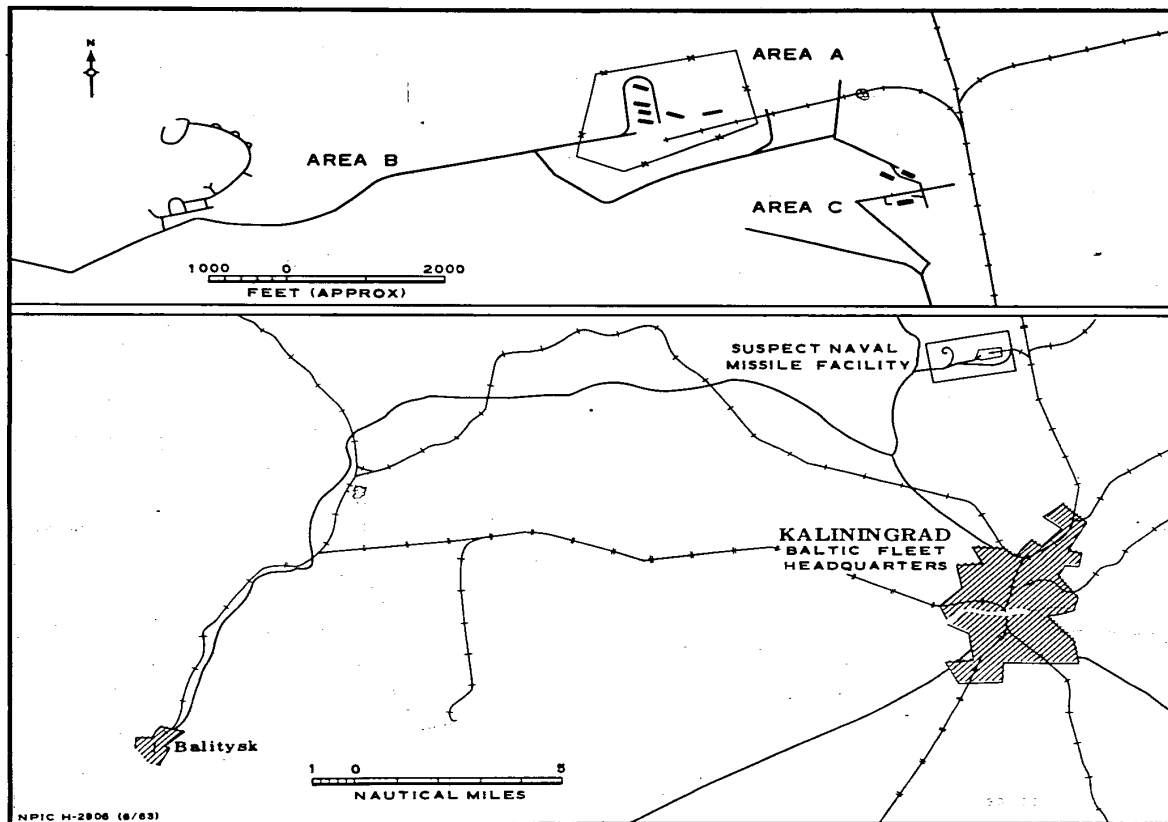 N
AREA A
AREA B
AREA C
1000 0 2000
FEET (APPROX)
SUSPECT NAVAL
MISSILE FACILITY
KALININGRAD
BALTIC FLEET
HEADQUARTERS
Balitysk
1 0 5
NAUTICAL MILES
NPIC H-2806 (6/63)